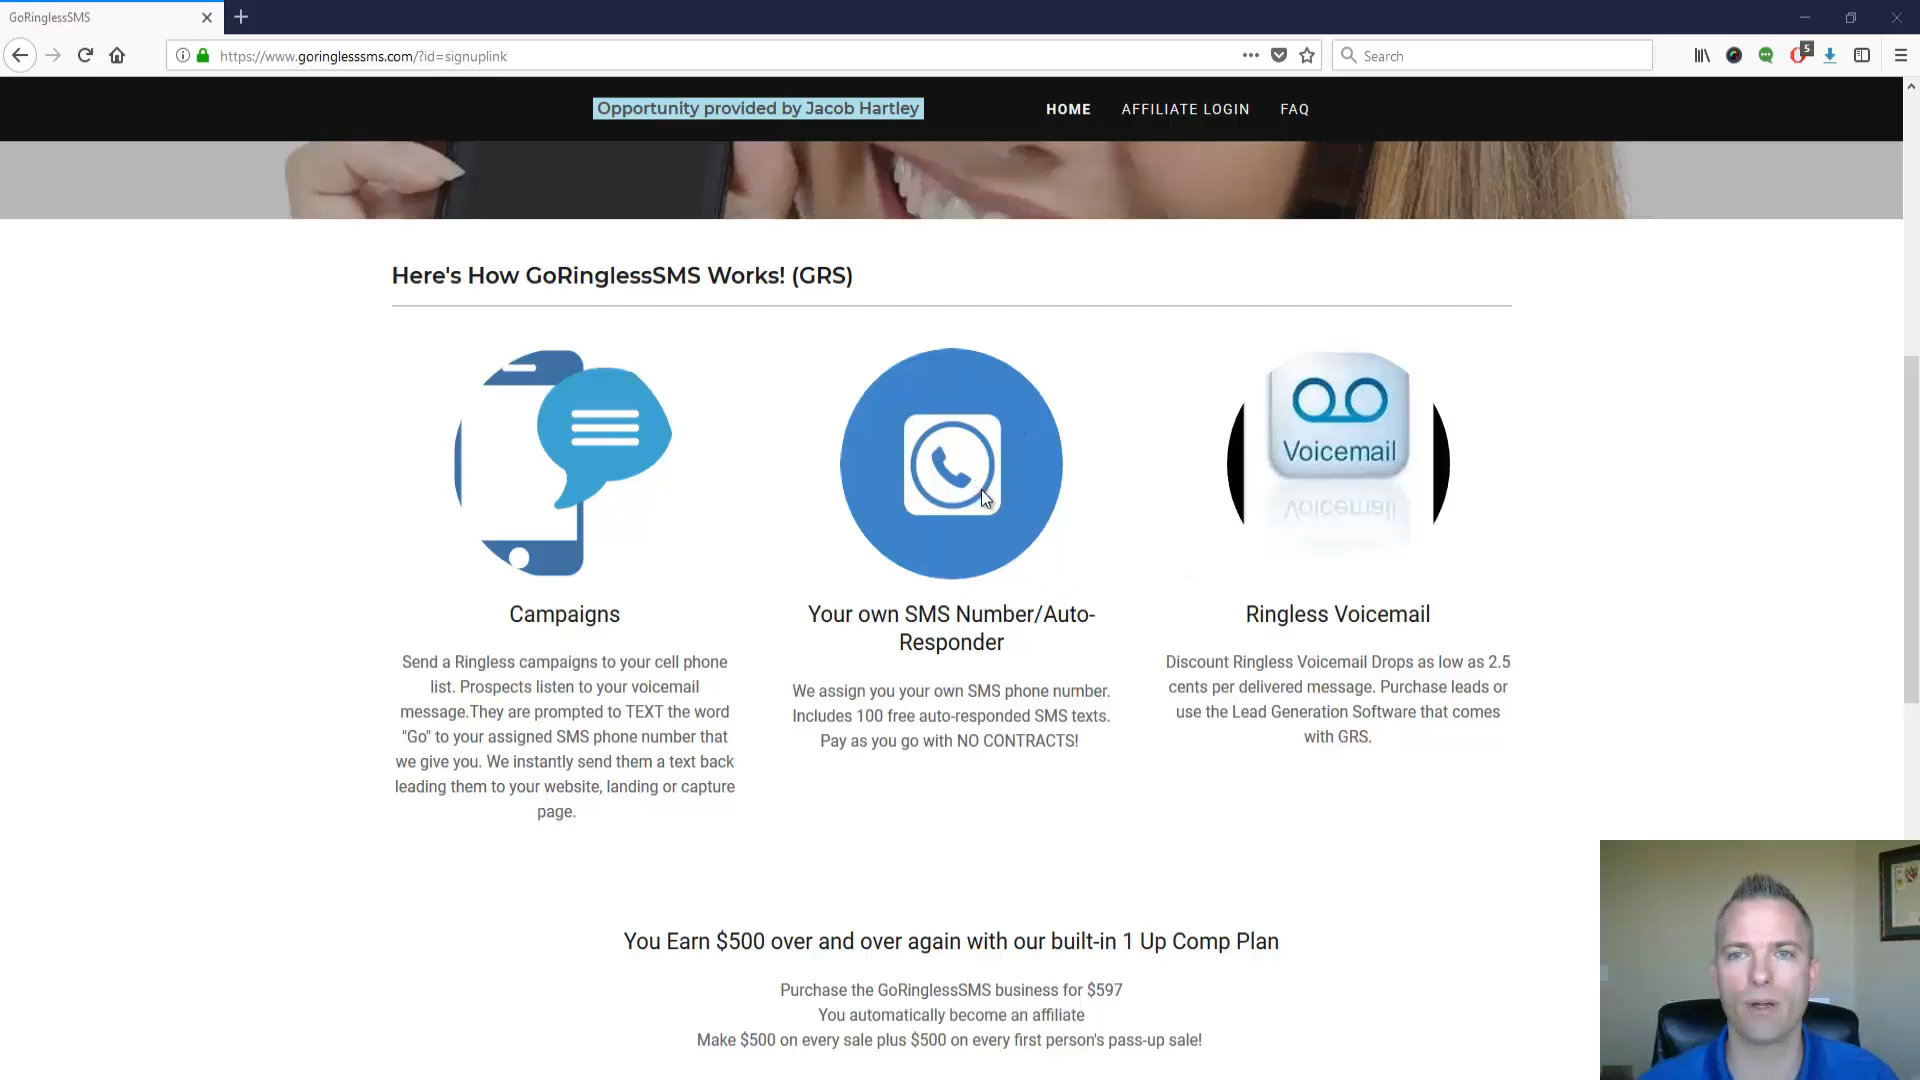 GoRinglessSMS
https://www.goringlesssms.com/?id=signuplink
Search
5
Opportunity provided by Jacob Hartley
HOME
AFFILIATE LOGIN
FAQ
Here's How GoRinglessSMS Works! (GRS)
Voicemail
Voicemail
Campaigns
Send a Ringless campaigns to your cell phone
list. Prospects listen to your voicemail
message.They are prompted to TEXT the word
"Go" to your assigned SMS phone number that
we give you. We instantly send them a text back
leading them to your website, landing or capture
page.
Your own SMS Number/Auto-
Responder
We assign you your own SMS phone number.
Includes 100 free auto-responded SMS texts.
Pay as you go with NO CONTRACTS!
Ringless Voicemail
Discount Ringless Voicemail Drops as low as 2.5
cents per delivered message. Purchase leads or
use the Lead Generation Software that comes
with GRS.
You Earn $500 over and over again with our built-in 1 Up Comp Plan
Purchase the GoRinglessSMS business for $597
You automatically become an affiliate
Make $500 on every sale plus $500 on every first person's pass-up sale!